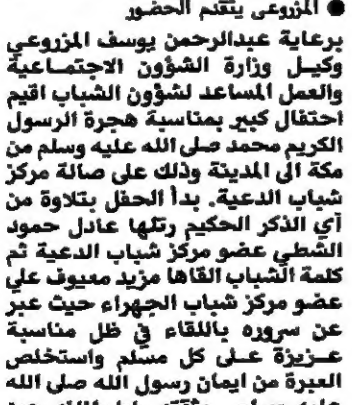 ● المزروعي يتقدم الحضور
برعاية عبدالرحمن يوسف المزروعي
وكيل وزارة الشؤون الاجتماعية
والعمل المساعد لشؤون الشباب اقيم
احتفال كبير بمناسبة هجرة الرسول
الكريم محمد صلى الله عليه وسلم من
مكة الى المدينة وذلك على صالة مركز
شباب الدعية. بدأ الحفل بتلاوة من
آي الذكر الحكيم رتلها عادل حمود
الشطي عضو مركز شباب الدعية ثم
كلمة الشباب القاها مزيد معيوف علي
عضو مركز شباب الجهراء حيث عبر
عن سروره باللقاء في ظل مناسبة
عـزيزة على كل مسلم واستخلص
العبرة من ايمان رسول الله صلى الله